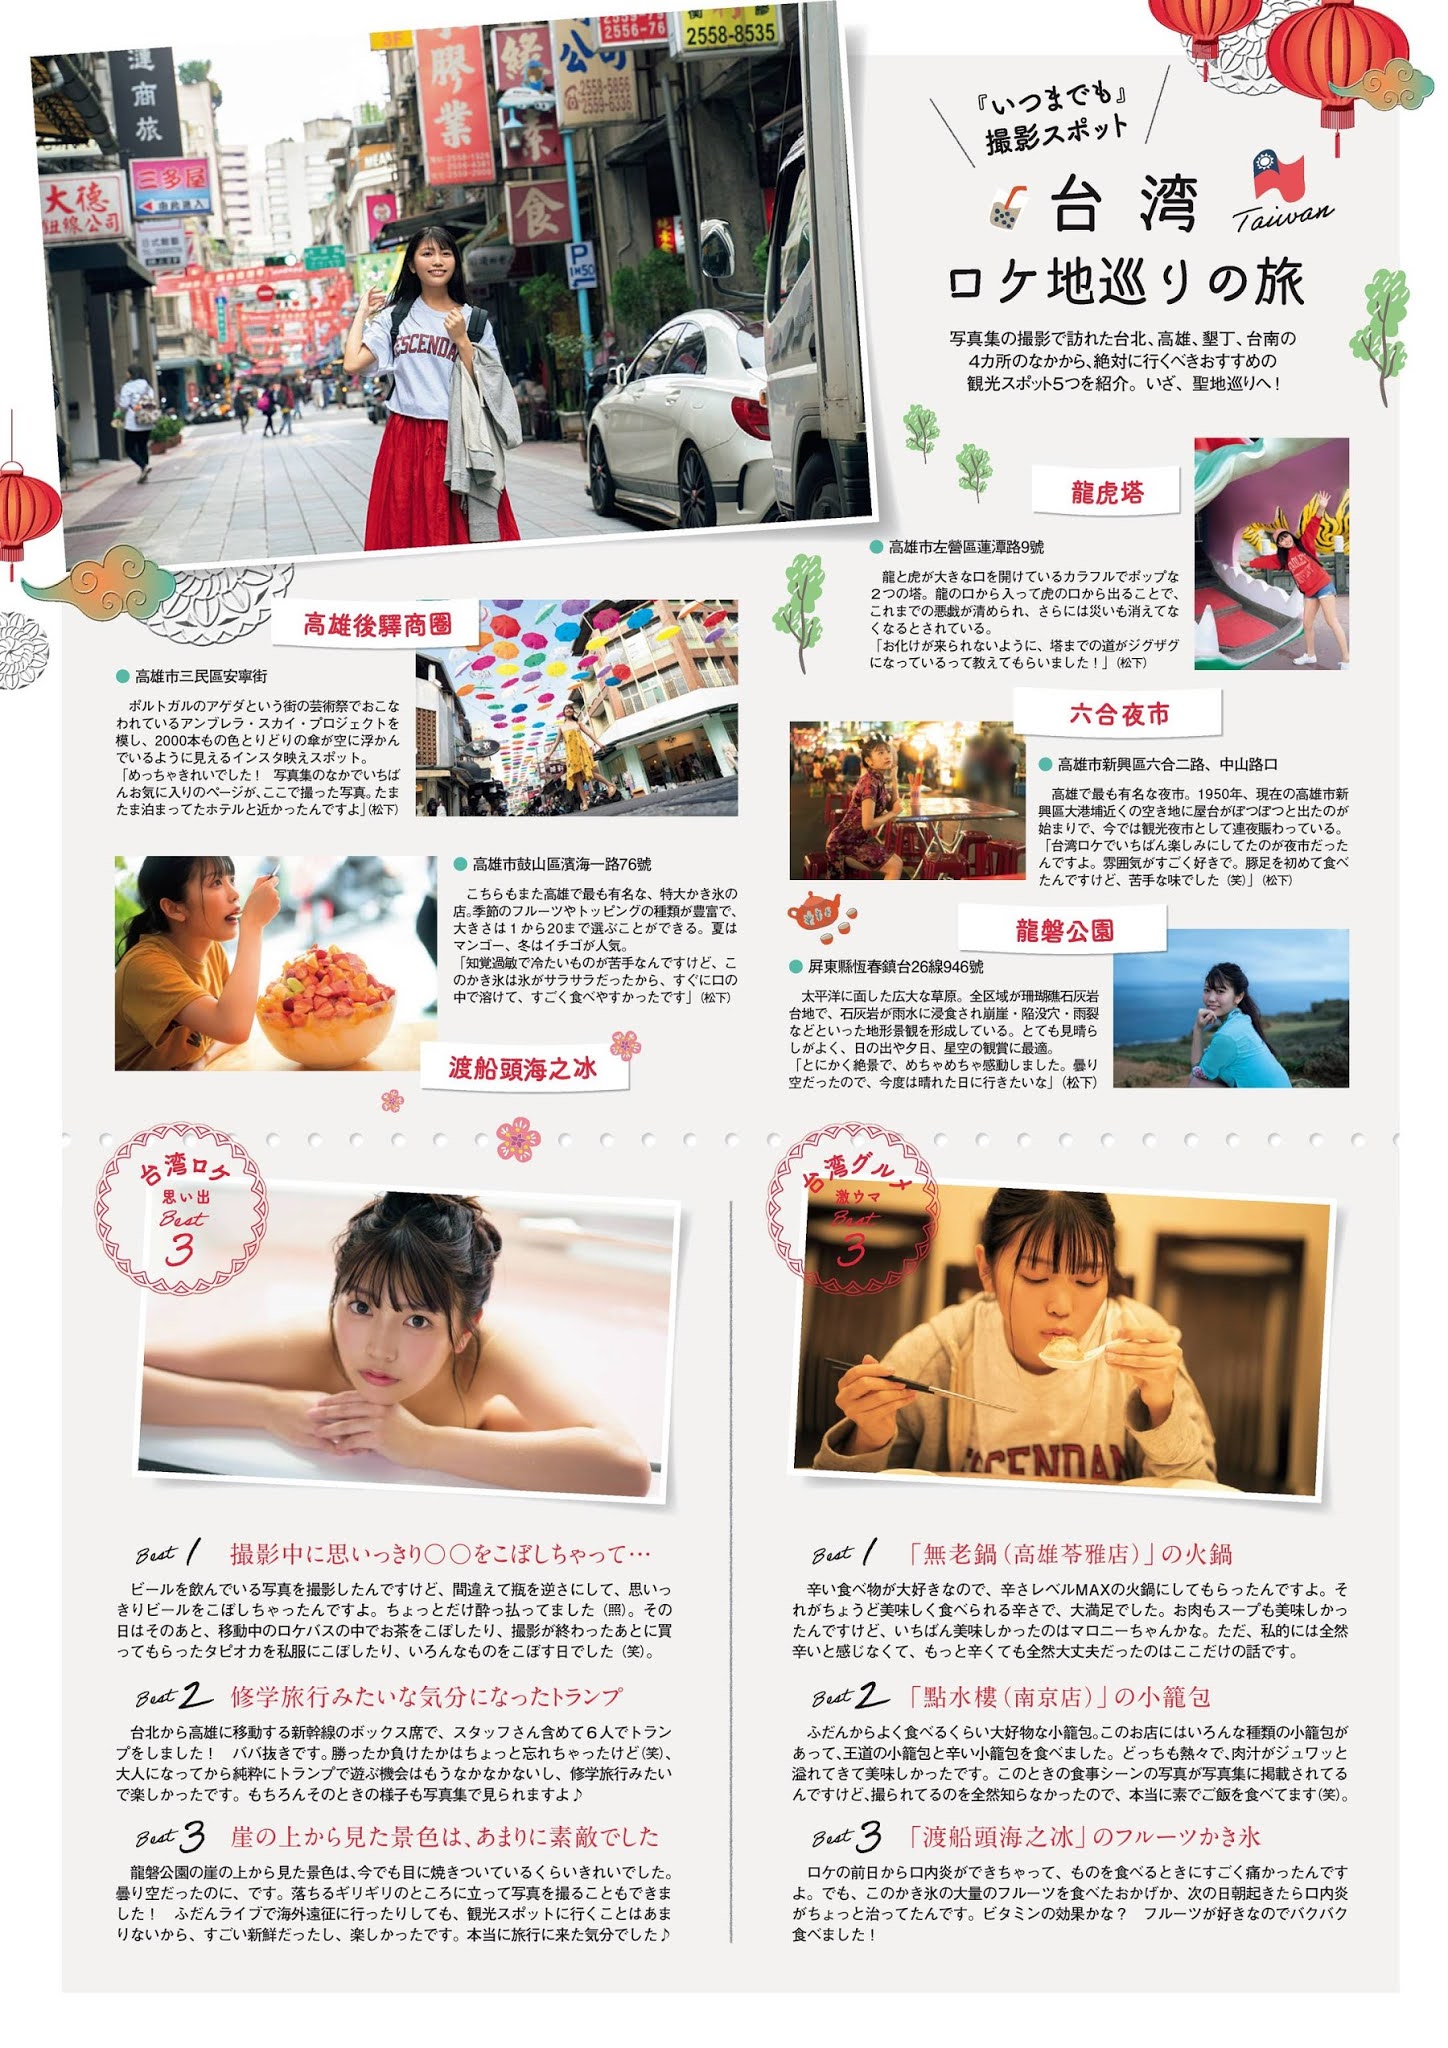 『いつまでも』
撮影スポット
台湾
Taiwan
ロケ地巡りの旅
写真集の撮影で訪れた台北、高雄、墾丁、台南の
4カ所のなかから、絶対に行くべきおすすめの
観光スポット5つを紹介。いざ、聖地巡りへ!
運商旅
大德
三多屋
由此進入
膠業
公司
食
2556-76
2558-8535
P
1H50
ESCENDA
龍虎塔
高雄市左營區蓮潭路9號
龍と虎が大きな口を開けているカラフルでポップな
2つの塔。龍の口から入って虎の口から出ることで、
これまでの悪戯が清められ、さらには災いも消えてな
くなるとされている。
「お化けが来られないように、塔までの道がジグザグ
になっているって教えてもらいました!」(松下)
高雄後驛商圈
高雄市三民區安寧街
ポルトガルのアゲダという街の芸術祭でおこな
われているアンブレラ・スカイ・プロジェクトを
模し、2000本もの色とりどりの傘が空に浮かん
でいるように見えるインスタ映えスポット。
「めっちゃきれいでした! 写真集のなかでいちば
んお気に入りのページが、ここで撮った写真。たま
たま泊まってたホテルと近かったんですよ」(松下)
六合夜市
高雄市新興區六合二路、中山路口
高雄で最も有名な夜市。1950年、現在の高雄市新
興區大港埔近くの空き地に屋台がぽつぽつと出たのが
始まりで、今では観光夜市として連夜賑わっている。
「台湾ロケでいちばん楽しみにしてたのが夜市だった
んですよ。雰囲気がすごく好きで。豚足を初めて食べ
たんですけど、苦手な味でした(笑)」(松下)
高雄市鼓山區濱海一路76號
こちらもまた高雄で最も有名な、特大かき氷の
店。季節のフルーツやトッピングの種類が豊富で、
大きさは1から20まで選ぶことができる。夏は
マンゴー、冬はイチゴが人気。
「知覚過敏で冷たいものが苦手なんですけど、こ
のかき氷は氷がサラサラだったから、すぐに口の
中で溶けて、すごく食べやすかったです」(松下)
渡船頭海之冰
龍磐公園
屏東縣恆春鎮台26線946號
太平洋に面した広大な草原。全区域が珊瑚礁石灰岩
台地で、石灰岩が雨水に浸食され崩崖・陥没穴・雨裂
などといった地形景観を形成している。とても見晴ら
しがよく、日の出や夕日、星空の観賞に最適。
「とにかく絶景で、めちゃめちゃ感動しました。曇り
空だったので、今度は晴れた日に行きたいな」(松下)
台湾ロケ
思い出
Best
3
Best 1 撮影中に思いっきり〇〇をこぼしちゃって…
ビールを飲んでいる写真を撮影したんですけど、間違えて瓶を逆さにして、思いっ
きりビールをこぼしちゃったんですよ。ちょっとだけ酔っ払ってました(照)。その
日はそのあと、移動中のロケバスの中でお茶をこぼしたり、撮影が終わったあとに買
ってもらったタピオカを私服にこぼしたり、いろんなものをこぼす日でした(笑)。
Best 2 修学旅行みたいな気分になったトランプ
台北から高雄に移動する新幹線のボックス席で、スタッフさん含めて6人でトラン
プをしました! ババ抜きです。勝ったか負けたかはちょっと忘れちゃったけど(笑)、
大人になってから純粋にトランプで遊ぶ機会はもうなかなかないし、修学旅行みたい
で楽しかったです。もちろんそのときの様子も写真集で見られますよ♪
Best 3 崖の上から見た景色は、あまりに素敵でした
龍磐公園の崖の上から見た景色は、今でも目に焼きついているくらいきれいでした。
曇り空だったのに、です。落ちるギリギリのところに立って写真を撮ることもできま
した! ふだんライブで海外遠征に行ったりしても、観光スポットに行くことはあま
りないから、すごい新鮮だったし、楽しかったです。本当に旅行に来た気分でした♪
台湾グルメ
激ウマ
Best
3
ESCENDAN
Best 1 「無老鍋(高雄苓雅店)」の火鍋
辛い食べ物が大好きなので、辛さレベルMAXの火鍋にしてもらったんですよ。そ
れがちょうど美味しく食べられる辛さで、大満足でした。お肉もスープも美味しかっ
たんですけど、いちばん美味しかったのはマロニーちゃんかな。ただ、私的には全然
辛いと感じなくて、もっと辛くても全然大丈夫だったのはここだけの話です。
Best 2 「點水樓(南京店)」の小籠包
ふだんからよく食べるくらい大好物な小籠包。このお店にはいろんな種類の小籠包が
あって、王道の小籠包と辛い小籠包を食べました。どっちも熱々で、肉汁がジュワッと
溢れてきて美味しかったです。このときの食事シーンの写真が写真集に掲載されてる
んですけど、撮られてるのを全然知らなかったので、本当に素でご飯を食べてます(笑)。
Best 3 「渡船頭海之冰」のフルーツかき氷
ロケの前日から口内炎ができちゃって、ものを食べるときにすごく痛かったんです
よ。でも、このかき氷の大量のフルーツを食べたおかげか、次の日朝起きたら口内炎
がちょっと治ってたんです。ビタミンの効果かな? フルーツが好きなのでバクバク
食べました!